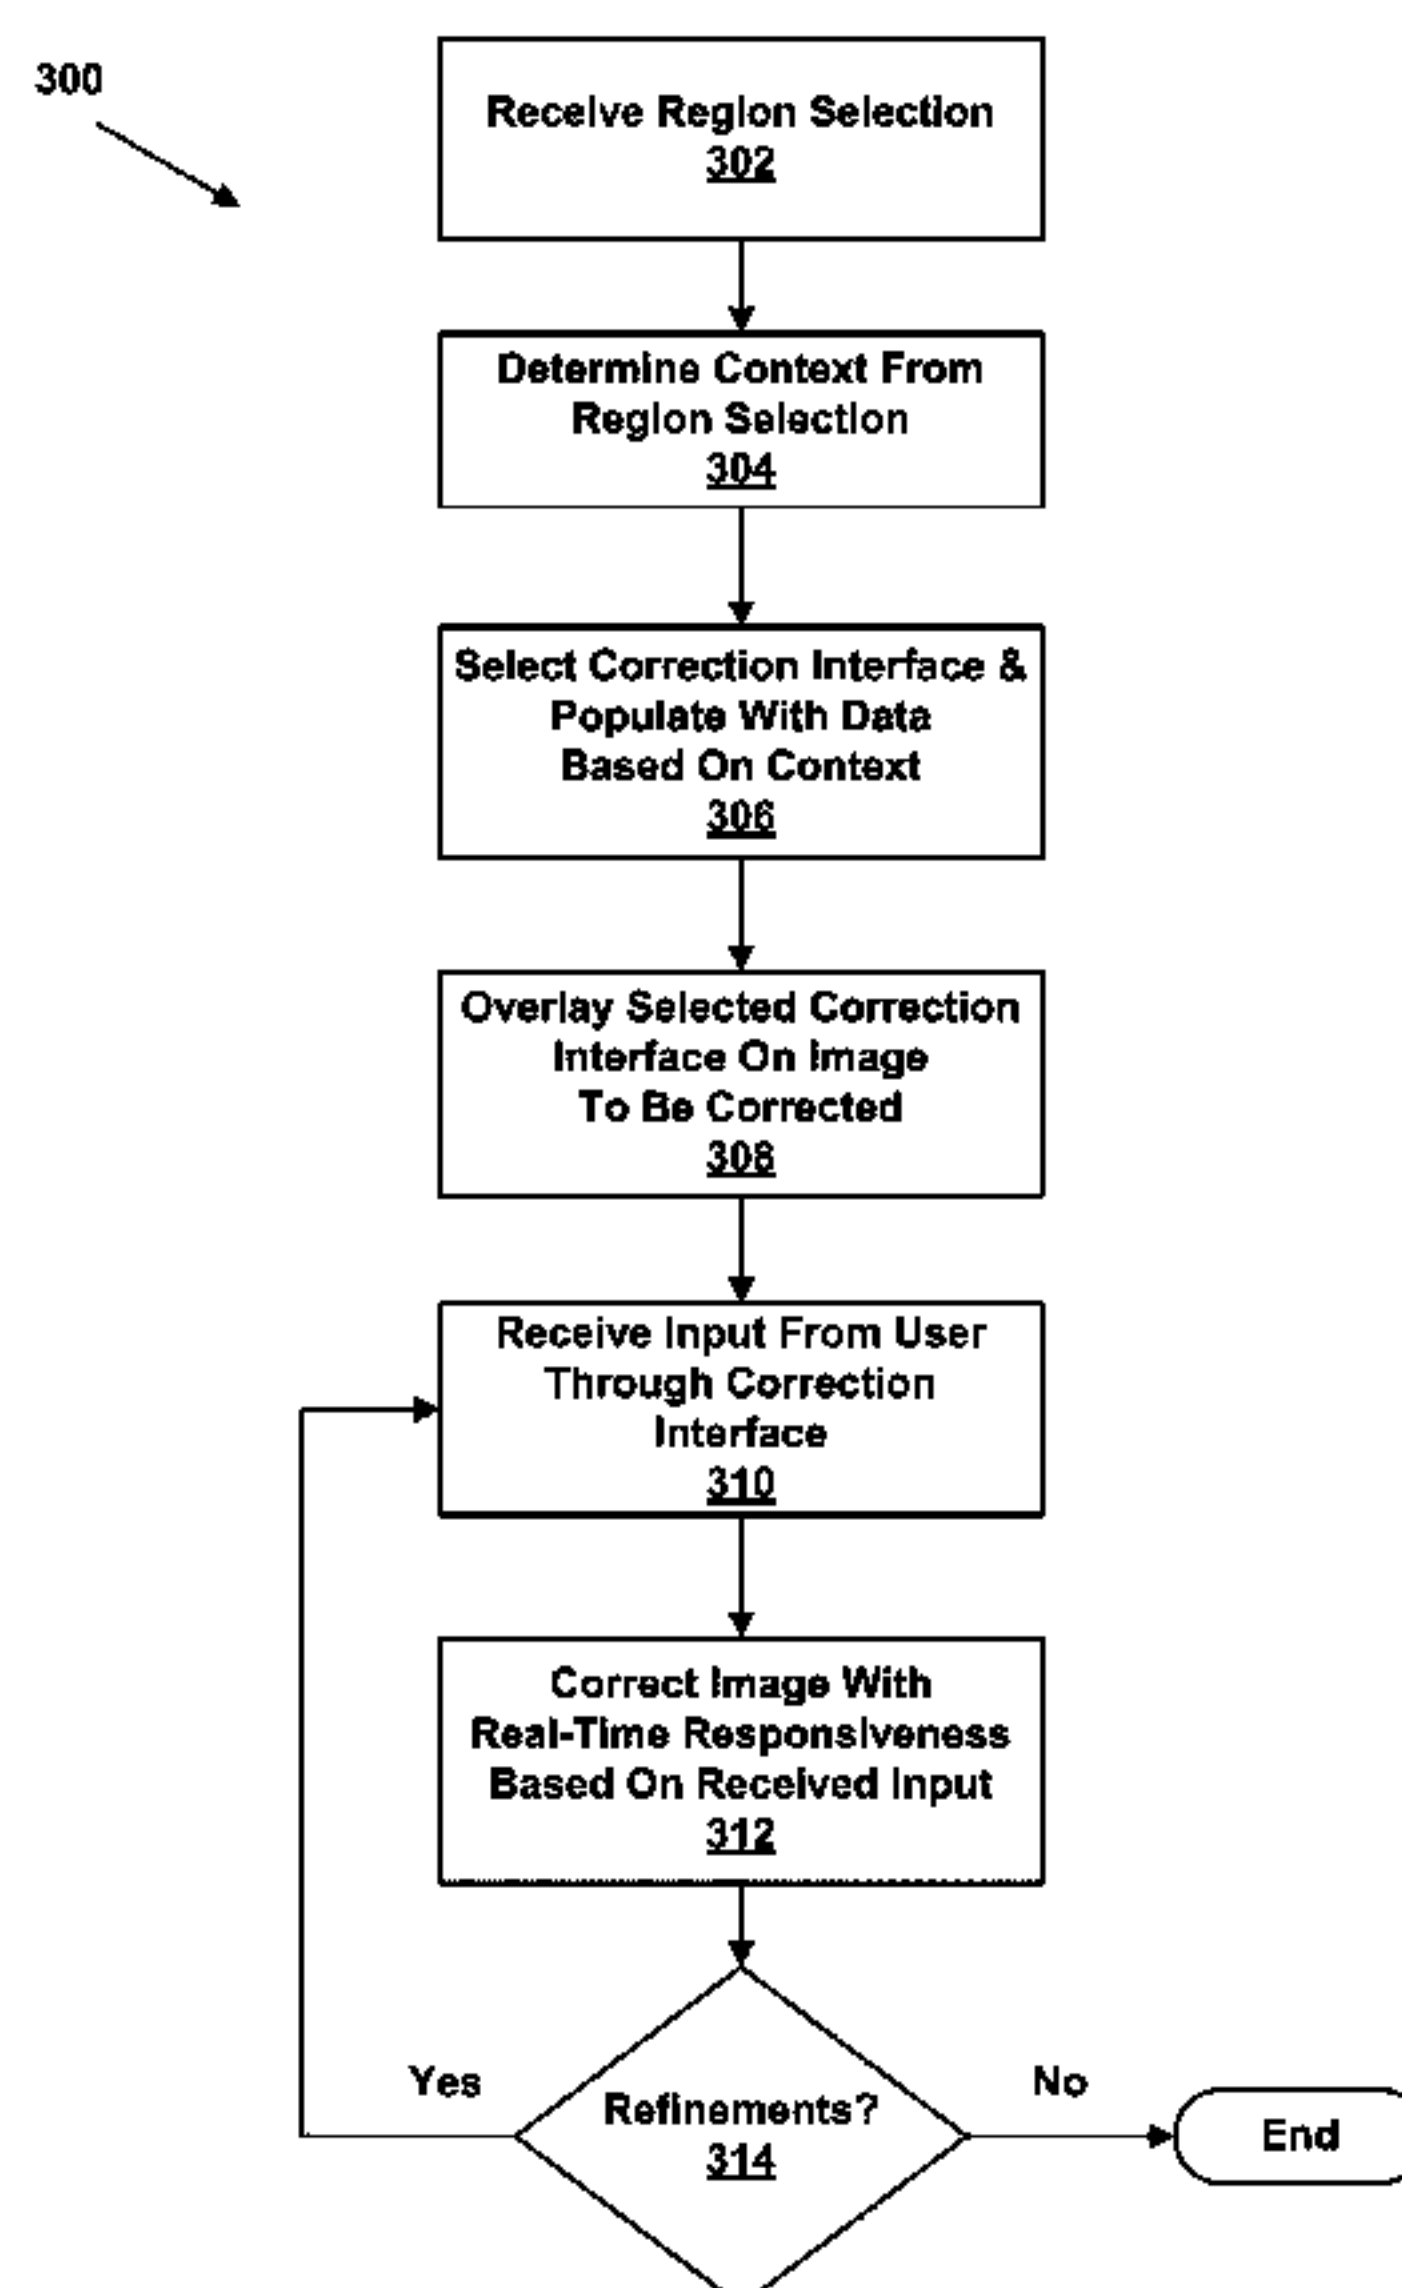 300
Receive Region Selection
302
Determine Context From
Region Selection
304
Select Correction Interface &
Populate With Data
Based On Context
306
Overlay Selected Correction
Interface On Image
To Be Corrected
308
Receive Input From User
Through Correction
Interface
310
Correct Image With
Real-Time Responsiveness
Based On Received Input
312
Yes
Refinements?
314
No
End